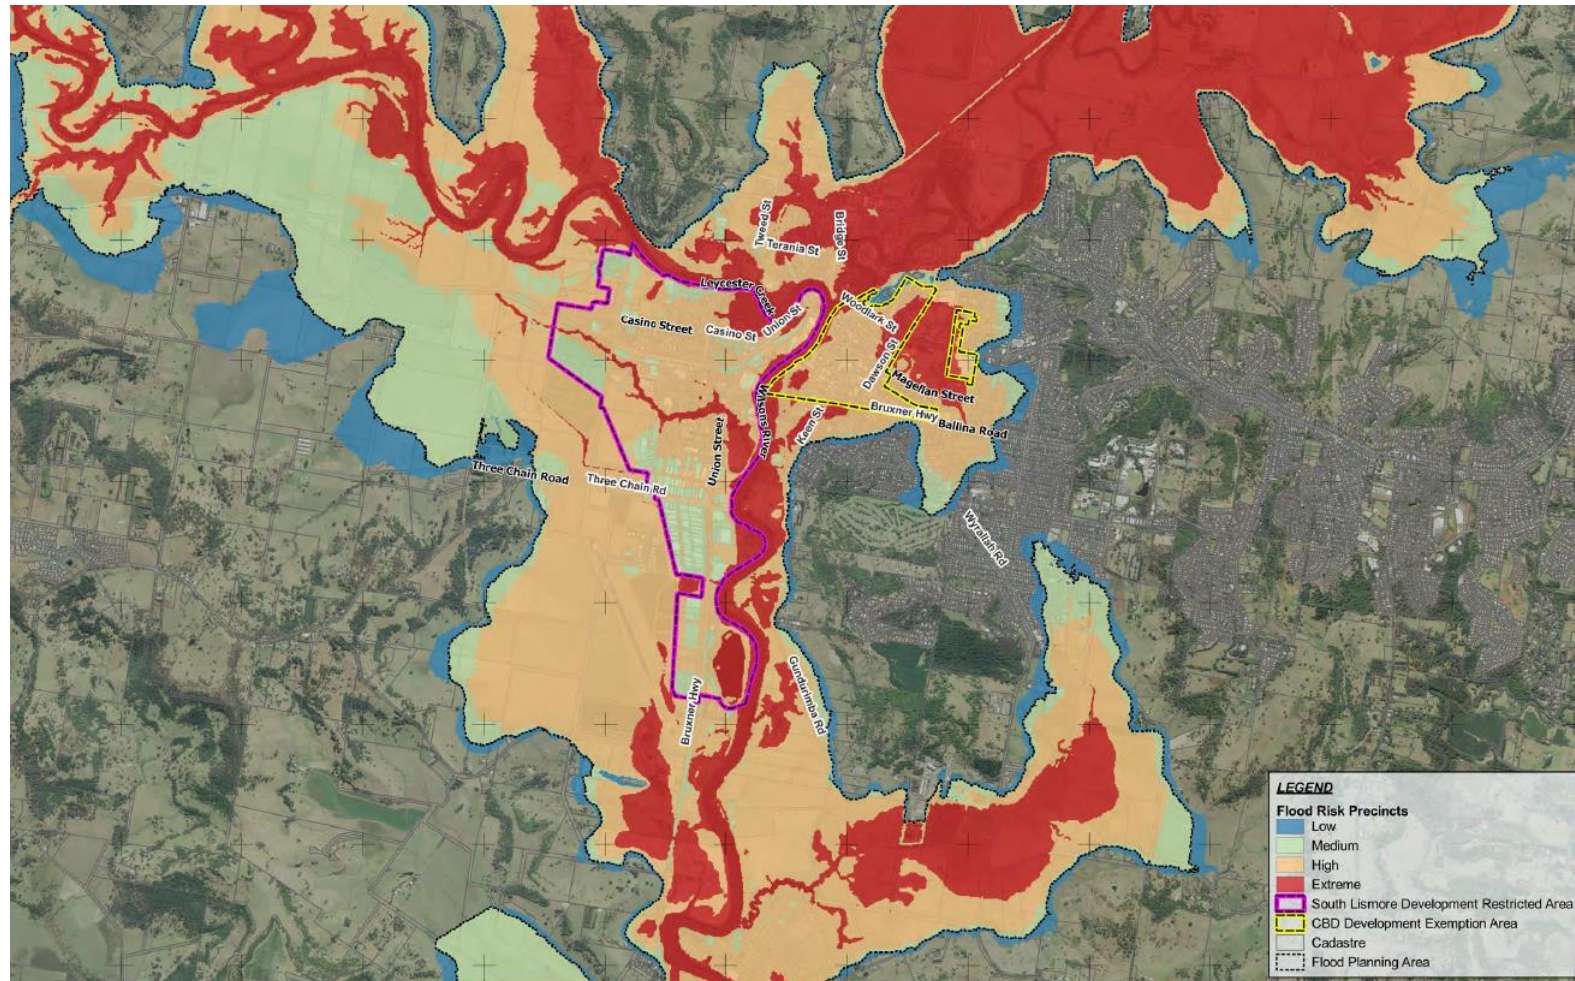 Tweed St
Bridge St
Terania St
Leycester Creek
Woodlark St
Casino Street
Casino St
Union St
Dawson St
Magellan Street
Wilsons River
Bruxner Hwy
Keen St
Ballina Road
Union Street
Three Chain Road
Three Chain Rd
Wyrallah Rd
Gundurimba Rd
Bruxner Hwy
LEGEND
Flood Risk Precincts
Low
Medium
High
Extreme
South Lismore Development Restricted Area
CBD Development Exemption Area
Cadastre
Flood Planning Area